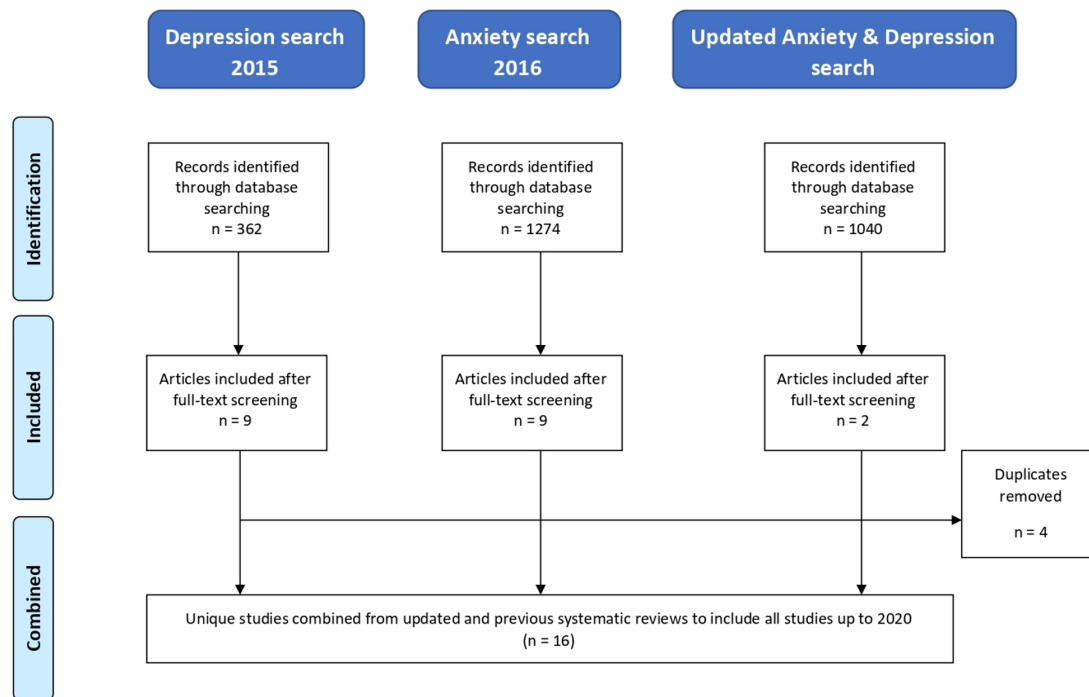 Depression search
2015
Anxiety search
2016
Updated Anxiety & Depression
search
Identification
Records identified
through database
searching
n = 362
Records identified
through database
searching
n = 1274
Records identified
through database
searching
n = 1040
Included
Articles included after
full-text screening
n = 9
Articles included after
full-text screening
n = 9
Articles included after
full-text screening
n = 2
Duplicates
removed
n = 4
Combined
Unique studies combined from updated and previous systematic reviews to include all studies up to 2020
(n = 16)